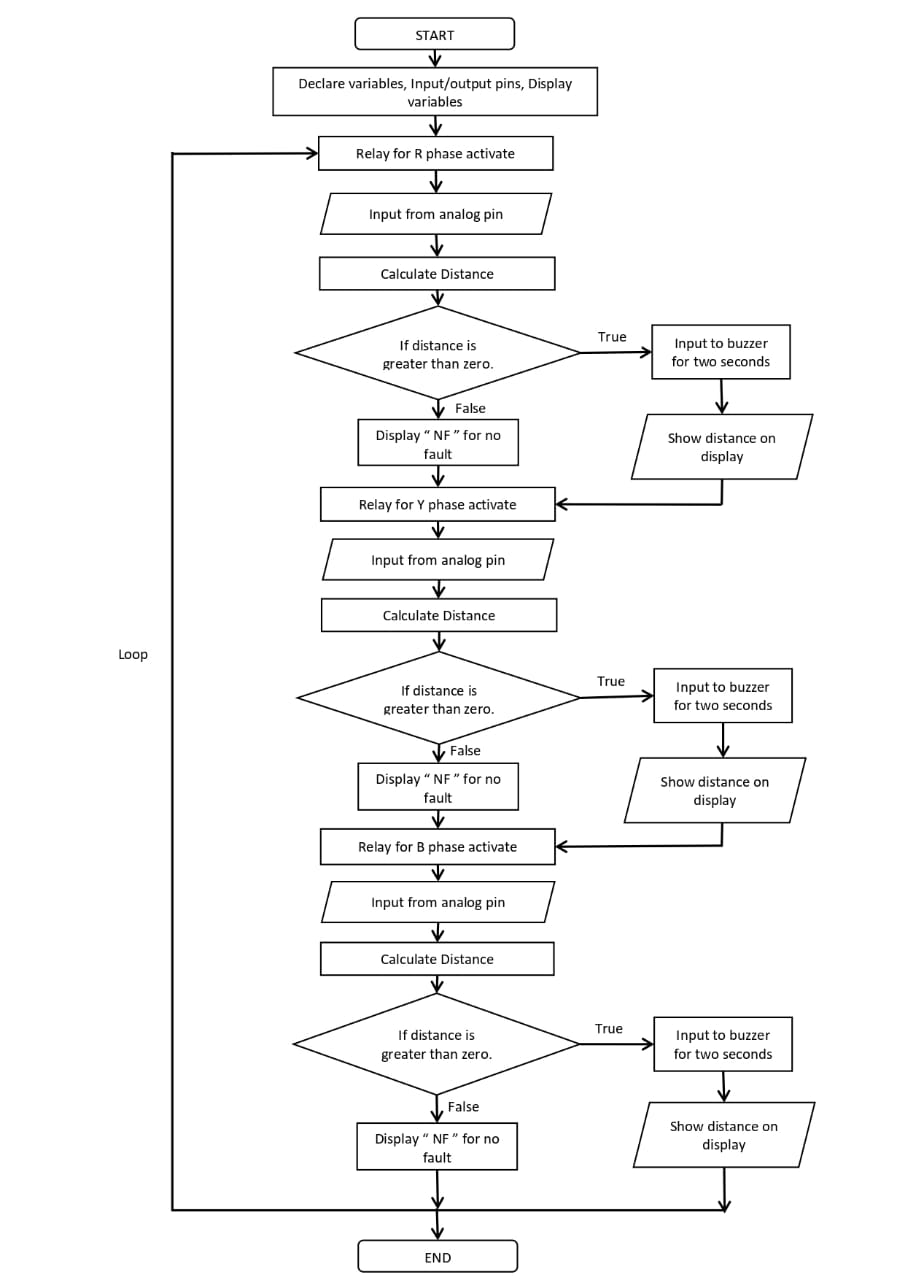 START
Declare variables, Input/output pins, Display
variables
Relay for R phase activate
Input from analog pin
Calculate Distance
If distance is
greater than zero.
True
Input to buzzer
for two seconds
False
Show distance on
display
Display “ NF ” for no
fault
Relay for Y phase activate
Input from analog pin
Calculate Distance
Loop
If distance is
greater than zero.
True
Input to buzzer
for two seconds
False
Show distance on
display
Display “ NF ” for no
fault
Relay for B phase activate
Input from analog pin
Calculate Distance
If distance is
greater than zero.
True
Input to buzzer
for two seconds
False
Show distance on
display
Display “ NF ” for no
fault
END